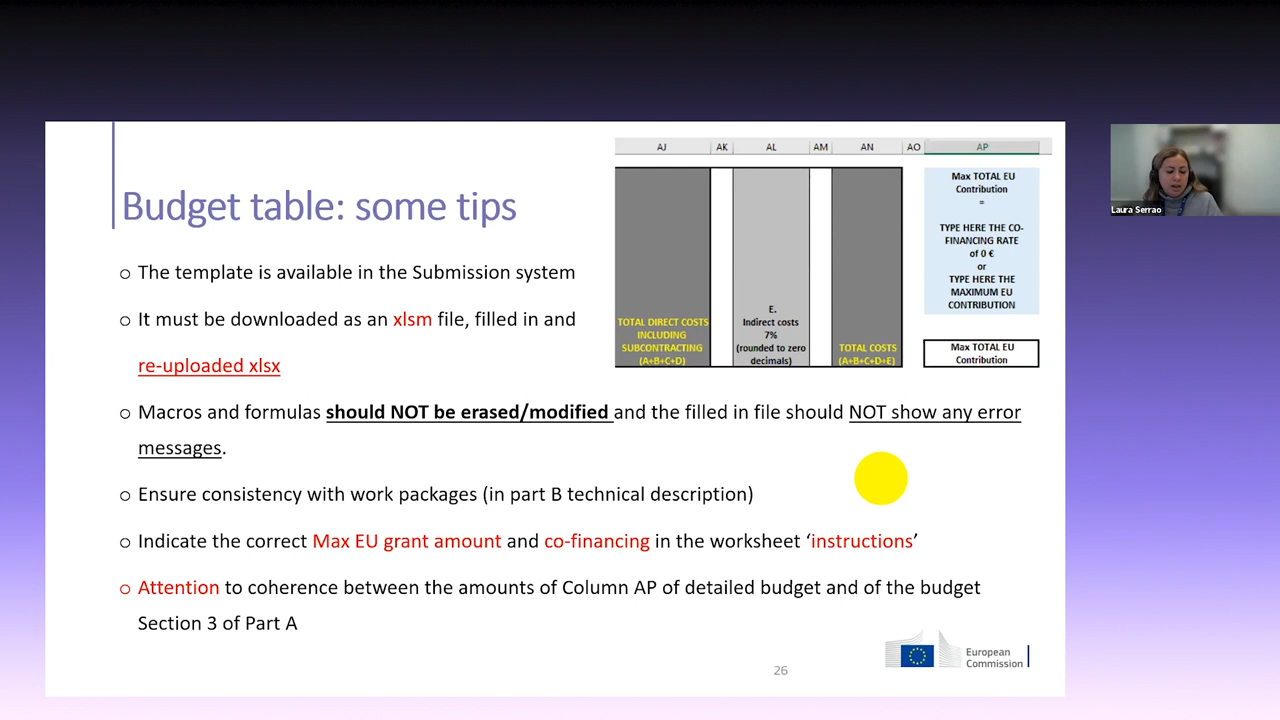 AJ AK AL AM AN AO AP
Budget table: some tips
TOTAL DIRECT COSTS
INCLUDING
SUBCONTRACTING
(A+B+C+D)
E.
Indirect costs
7%
(rounded to zero
decimals)
TOTAL COSTS
(A+B+C+D+E)
Max TOTAL EU
Contribution
=
TYPE HERE THE CO-
FINANCING RATE
of 0 €
or
TYPE HERE THE
MAXIMUM EU
CONTRIBUTION
Max TOTAL EU
Contribution
Laura Serrao
o The template is available in the Submission system
o It must be downloaded as an xlsm file, filled in and
re-uploaded xlsx
o Macros and formulas should NOT be erased/modified and the filled in file should NOT show any error
messages.
o Ensure consistency with work packages (in part B technical description)
o Indicate the correct Max EU grant amount and co-financing in the worksheet ‘instructions’
o Attention to coherence between the amounts of Column AP of detailed budget and of the budget
Section 3 of Part A
European
Commission
26